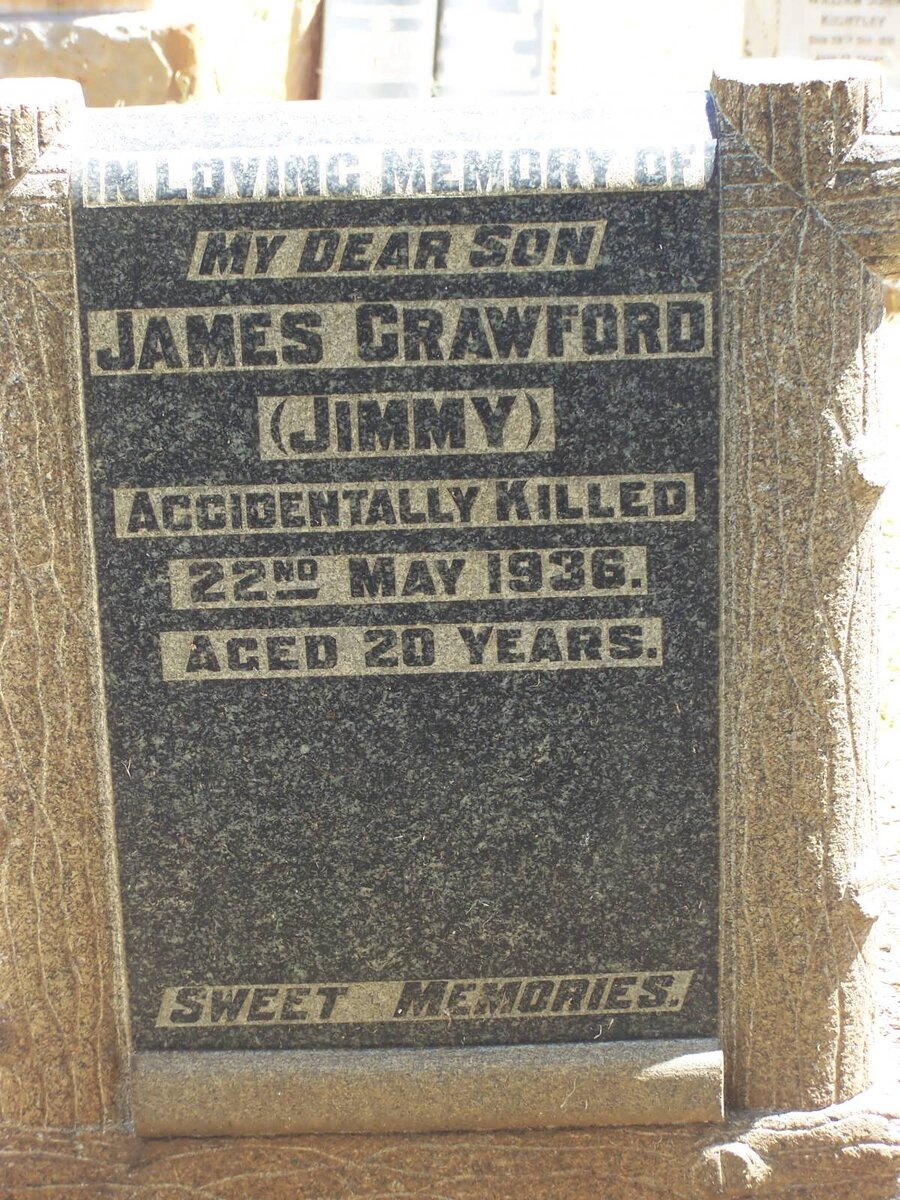 IN LOVING MEMORY OF
MY DEAR SON
JAMES CRAWFORD
(JIMMY)
ACCIDENTALLY KILLED
22ND MAY 1936.
AGED 20 YEARS.
SWEET MEMORIES.